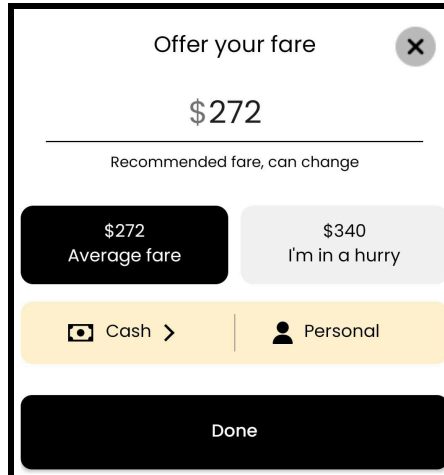 Offer your fare
$272
Recommended fare, can change
$272
Average fare
$340
I'm in a hurry
Cash
Personal
Done